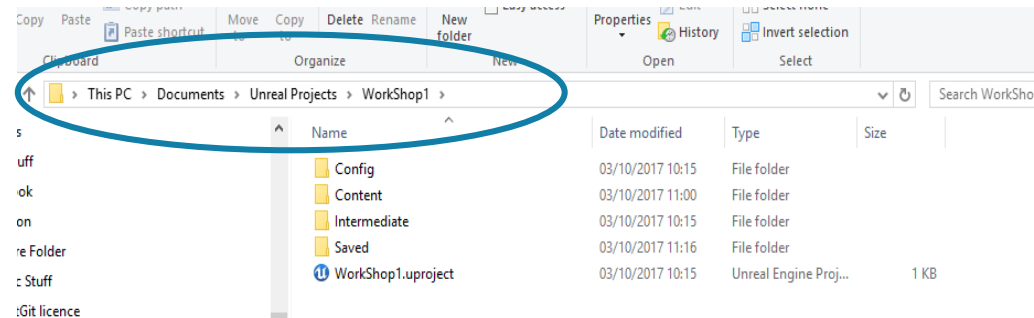 Copy Paste Move Copy Delete Rename New Properties
Paste shortcut folder History Invert selection
Clipboard Organize New Open Select
This PC > Documents > Unreal Projects > WorkShop1 > Search WorkSho
Name Date modified Type Size
uff
Config 03/10/2017 10:15 File folder
ok
Content 03/10/2017 11:00 File folder
on
Intermediate 03/10/2017 10:15 File folder
re Folder
Saved 03/10/2017 11:16 File folder
c Stuff
WorkShop1.uproject 03/10/2017 10:15 Unreal Engine Proj... 1 KB
:Git licence